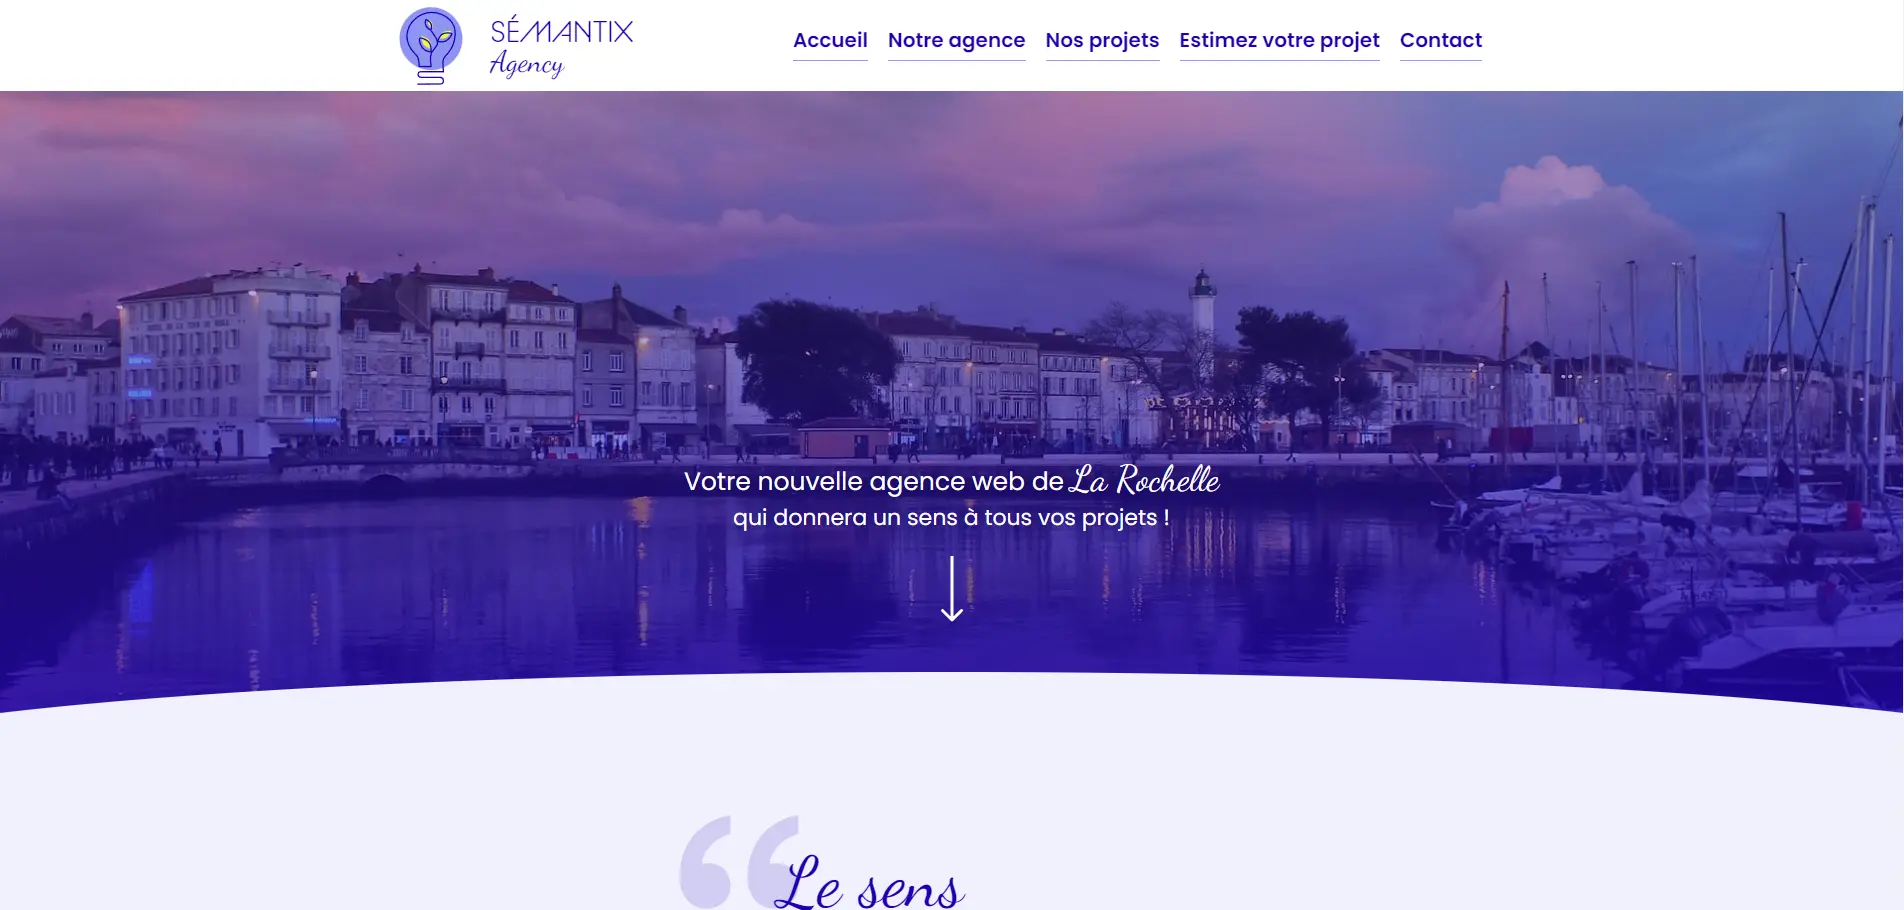 SÉMANTIX
Agency
Accueil Notre agence Nos projets Estimez votre projet Contact
Votre nouvelle agence web de La Rochelle
qui donnera un sens à tous vos projets !
“
Le sens